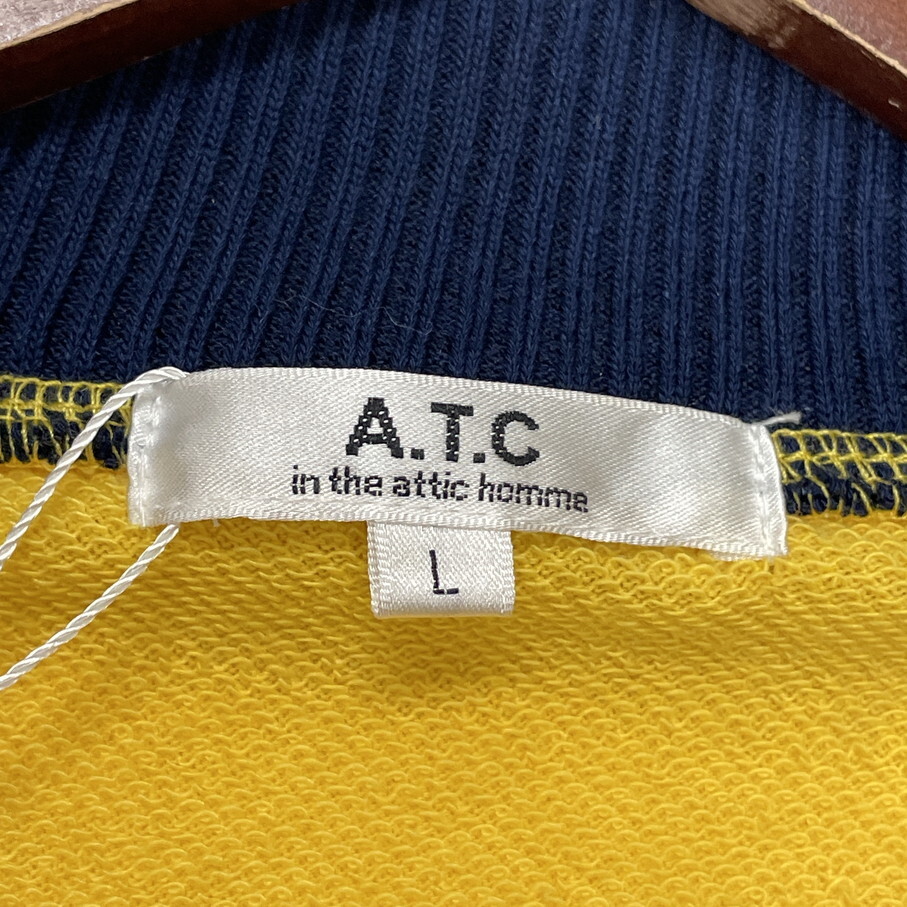 A.T.C
in the attic homme
L